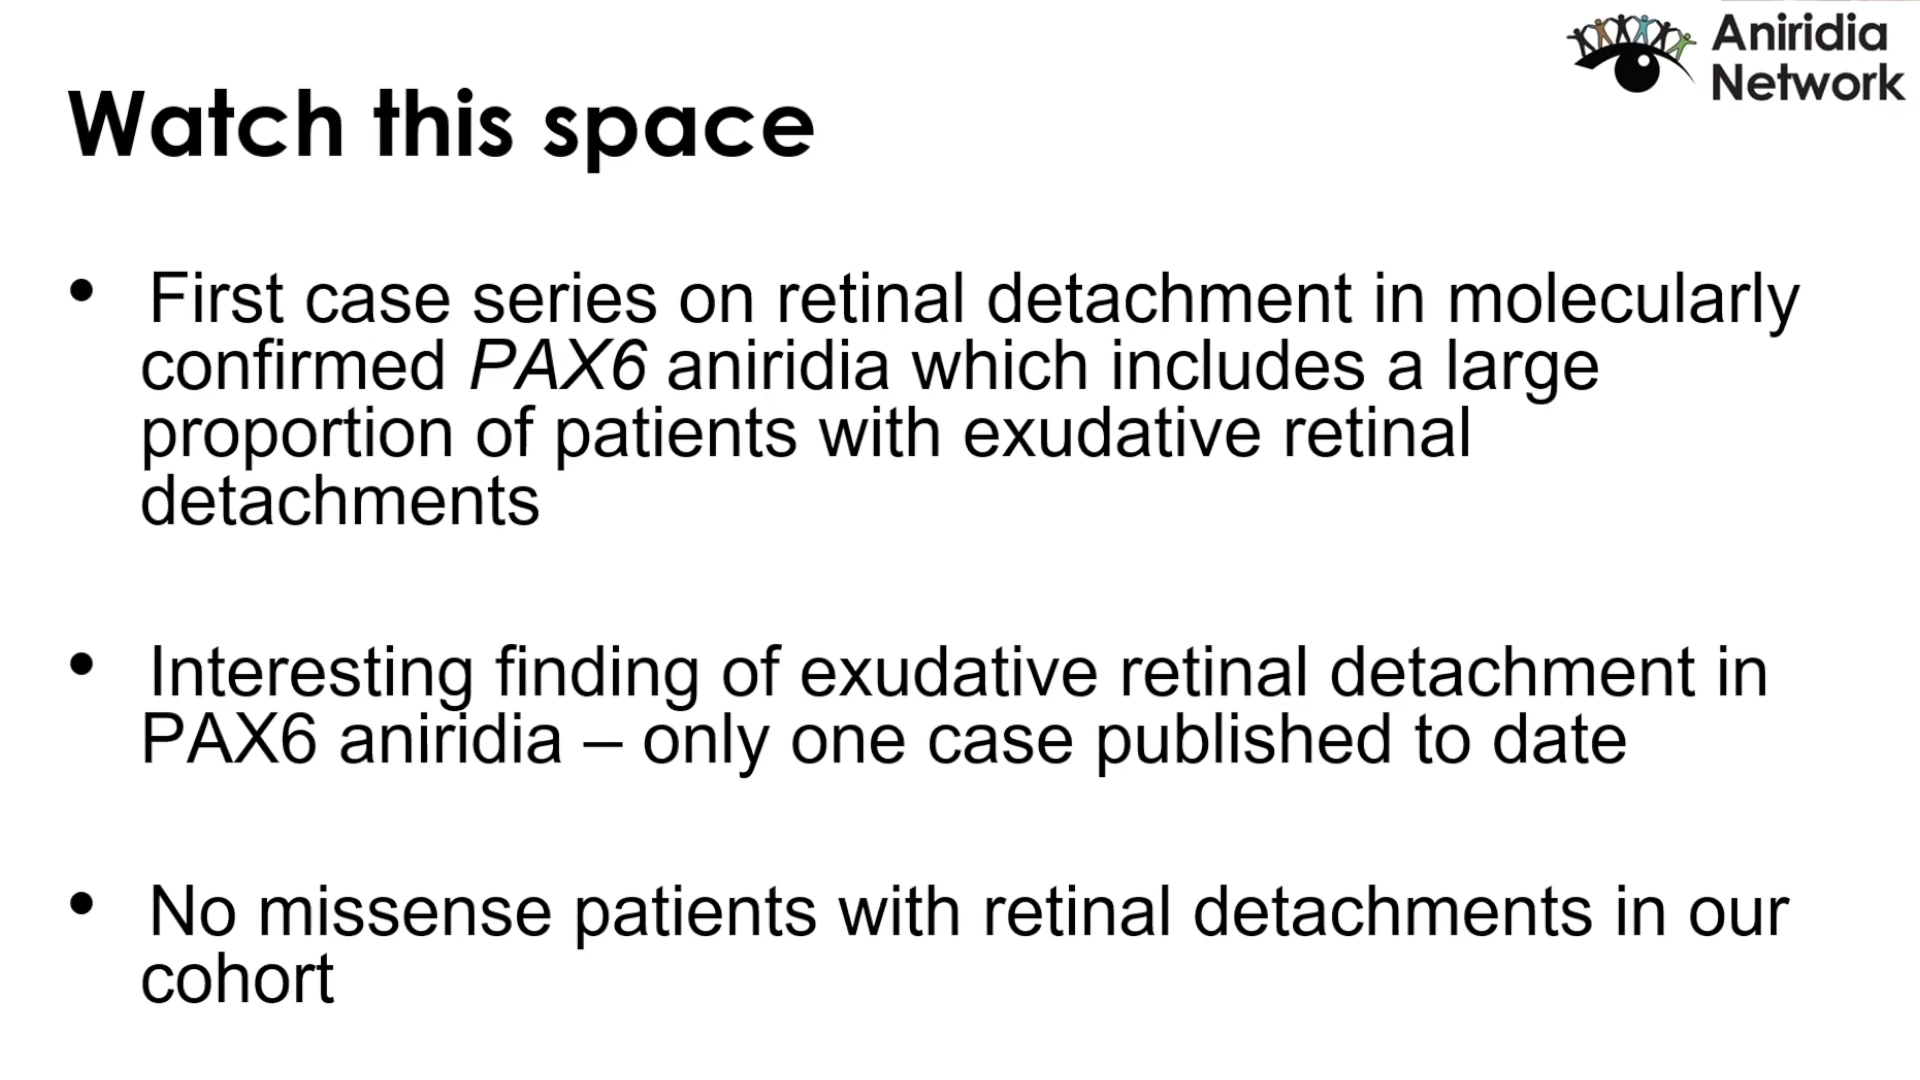 Aniridia
Network
Watch this space
• First case series on retinal detachment in molecularly
confirmed PAX6 aniridia which includes a large
proportion of patients with exudative retinal
detachments
• Interesting finding of exudative retinal detachment in
PAX6 aniridia – only one case published to date
• No missense patients with retinal detachments in our
cohort